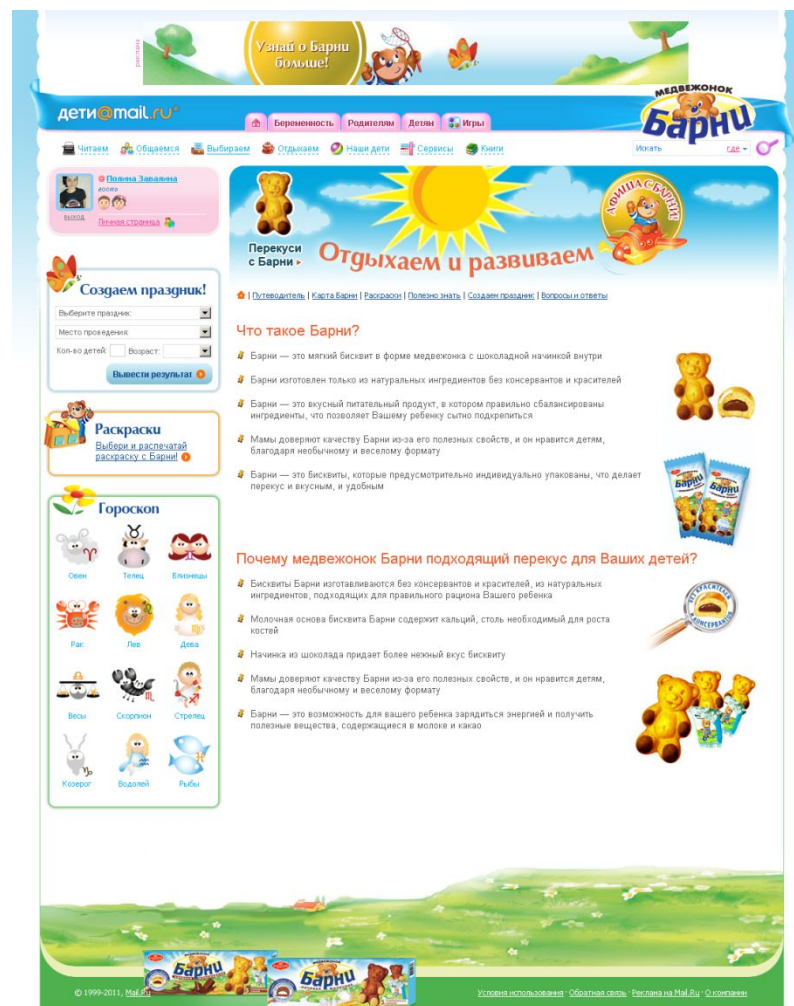 реклама
Узнай о Барни
больше!
МЕДВЕЖОНОК
Барни
дети@mail.ru
Беременность Родителям Детям Игры
Читаем Общаемся Выбираем Отдыхаем Наши дети Сервисы Книги
Искать где
Полина Завалина
выход
Личная страница
Перекуси
с Барни
Отдыхаем и развиваем
АФИША С БАРНИ!
Создаем праздник!
Выберите праздник:
Место проведения:
Кол-во детей: Возраст:
Вывести результат
Раскраски
Выбери и распечатай
раскраску с Барни!
Гороскоп
Овен Телец Близнецы
Рак Лев Дева
Весы Скорпион Стрелец
Козерог Водолей Рыбы
| Путеводитель | Карта Барни | Раскраски | Полезно знать | Создаем праздник | Вопросы и ответы
Что такое Барни?
Барни — это мягкий бисквит в форме медвежонка с шоколадной начинкой внутри
Барни изготовлен только из натуральных ингредиентов без консервантов и красителей
Барни — это вкусный питательный продукт, в котором правильно сбалансированы
ингредиенты, что позволяет Вашему ребенку сытно подкрепиться
Мамы доверяют качеству Барни из-за его полезных свойств, и он нравится детям,
благодаря необычному и веселому формату
Барни — это бисквиты, которые предусмотрительно индивидуально упакованы, что делает
перекус и вкусным, и удобным
Барни
Почему медвежонок Барни подходящий перекус для Ваших детей?
Бисквиты Барни изготавливаются без консервантов и красителей, из натуральных
ингредиентов, подходящих для правильного рациона Вашего ребенка
Молочная основа бисквита Барни содержит кальций, столь необходимый для роста
костей
Начинка из шоколада придает более нежный вкус бисквиту
Мамы доверяют качеству Барни из-за его полезных свойств, и он нравится детям,
благодаря необычному и веселому формату
Барни — это возможность для вашего ребенка зарядиться энергией и получить
полезные вещества, содержащиеся в молоке и какао
БЕЗ КРАСИТЕЛЕЙ
И КОНСЕРВАНТОВ
Барни
Барни
© 1999-2011, Mail.Ru
Условия использования · Обратная связь · Реклама на Mail.Ru · О компании